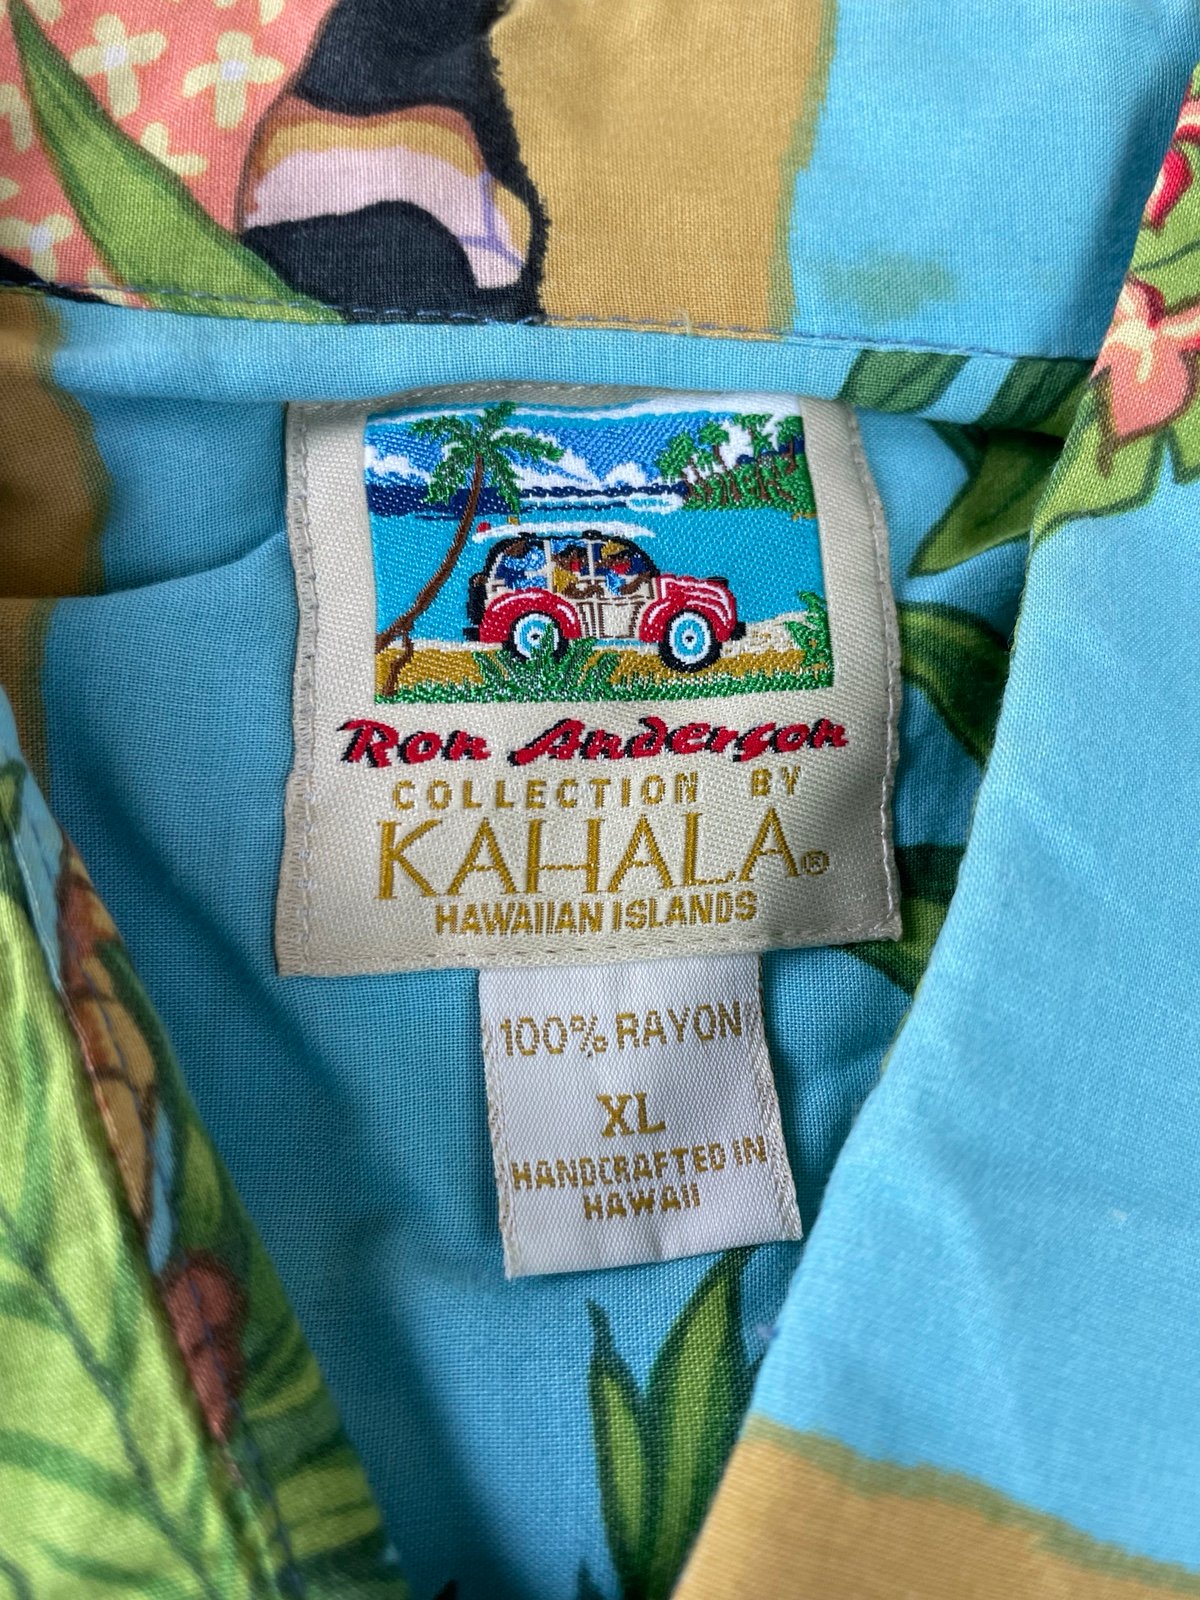 Ron Anderson
COLLECTION BY
KAHALA®
HAWAIIAN ISLANDS
100% RAYON
XL
HANDCRAFTED IN
HAWAII